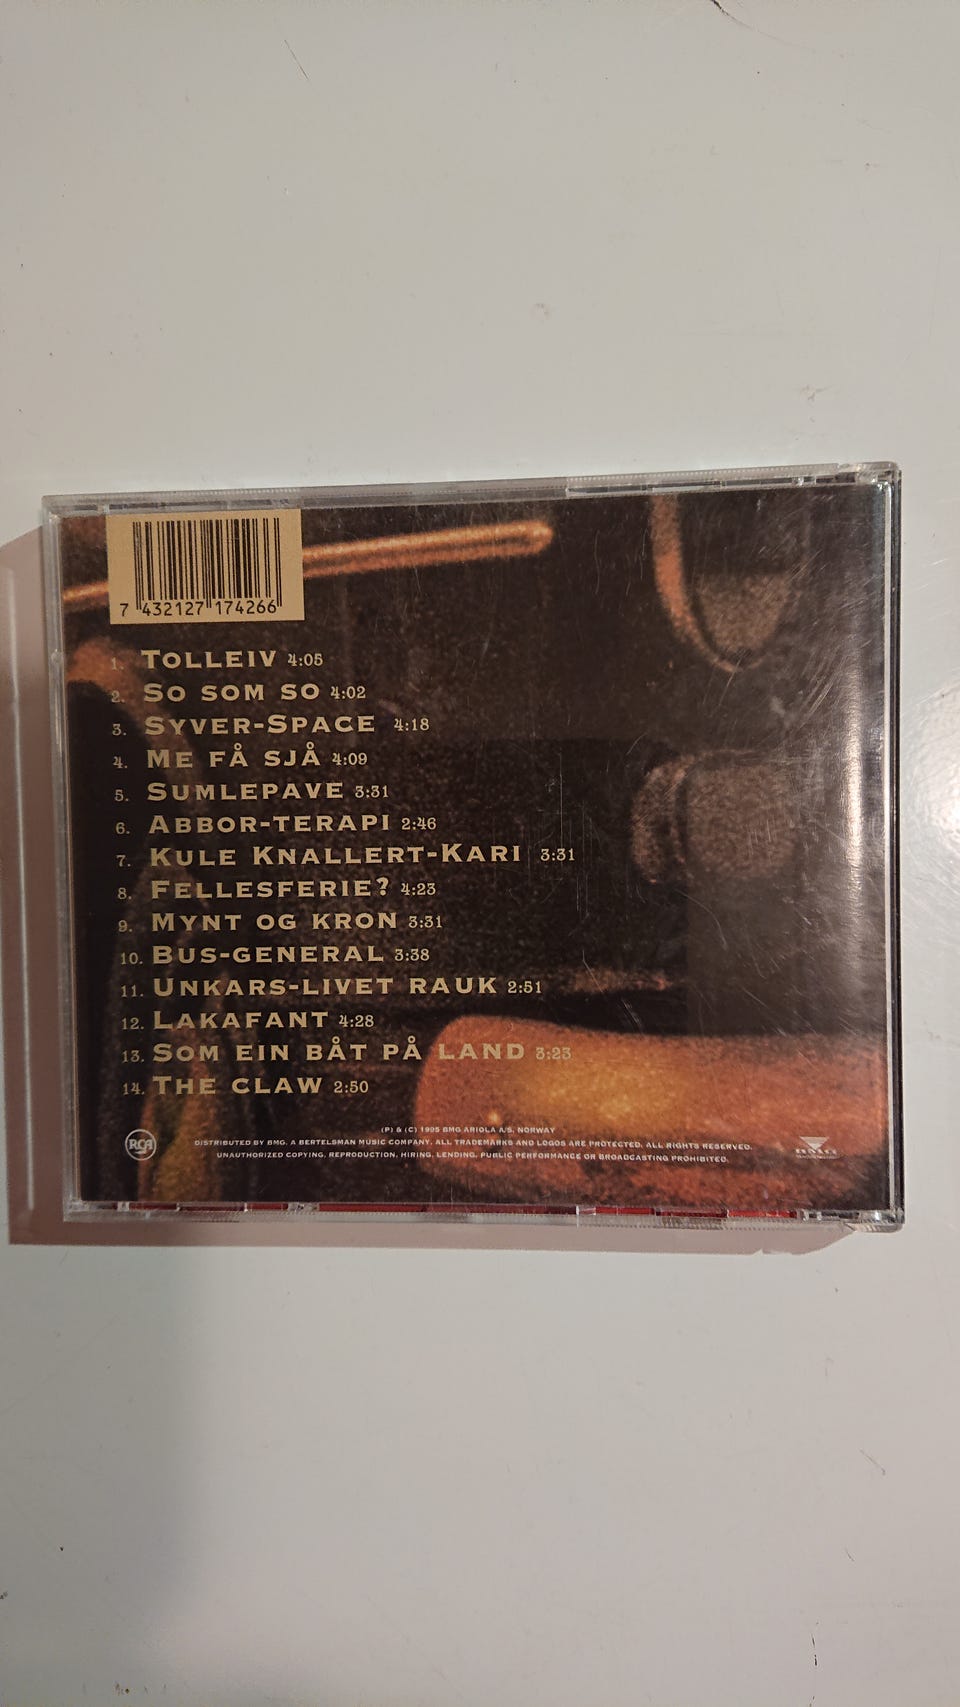 7 432127 174266
1. TOLLEIV 4:05
2. SO SOM SO 4:02
3. SYVER-SPACE 4:18
4. ME FÅ SJÅ 4:09
5. SUMLEPAVE 3:31
6. ABBOR-TERAPI 2:46
7. KULE KNALLERT-KARI 3:31
8. FELLESFERIE? 4:23
9. MYNT OG KRON 3:31
10. BUS-GENERAL 3:38
11. UNKARS-LIVET RAUK 2:51
12. LAKAFANT 4:28
13. SOM EIN BÅT PÅ LAND 3:23
14. THE CLAW 2:50
(P) & (C) 1995 BMG ARIOLA A/S, NORWAY
RCA
DISTRIBUTED BY BMG. A BERTELSMAN MUSIC COMPANY. ALL TRADEMARKS AND LOGOS ARE PROTECTED. ALL RIGHTS RESERVED.
UNAUTHORIZED COPYING, REPRODUCTION, HIRING, LENDING, PUBLIC PERFORMANCE OR BROADCASTING PROHIBITED.
BMG